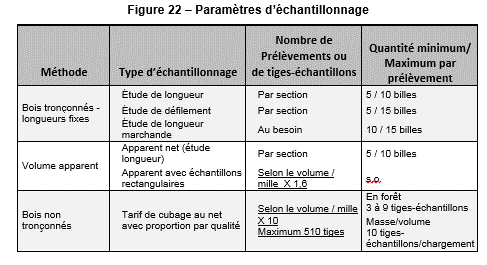 Figure 22 – Paramètres d'échantillonnage
Méthode
Type d'échantillonnage
Nombre de
Prélèvements ou
de tiges-échantillons
Quantité minimum/
Maximum par
prélèvement
Bois tronçonnés -
longueurs fixes
Étude de longueur
Par section
5 / 10 billes
Étude de défilement
Par section
5 / 15 billes
Étude de longueur
marchande
Au besoin
10 / 15 billes
Volume apparent
Apparent net (étude
longueur)
Par section
5 / 10 billes
Apparent avec échantillons
rectangulaires
Selon le volume /
mille X 1,6
s.o.
Bois non
tronçonnés
Tarif de cubage au net
avec proportion par qualité
Selon le volume / mille
X 10
Maximum 510 tiges
En forêt
3 à 9 tiges-échantillons
Masse/volume
10 tiges-
échantillons/chargement